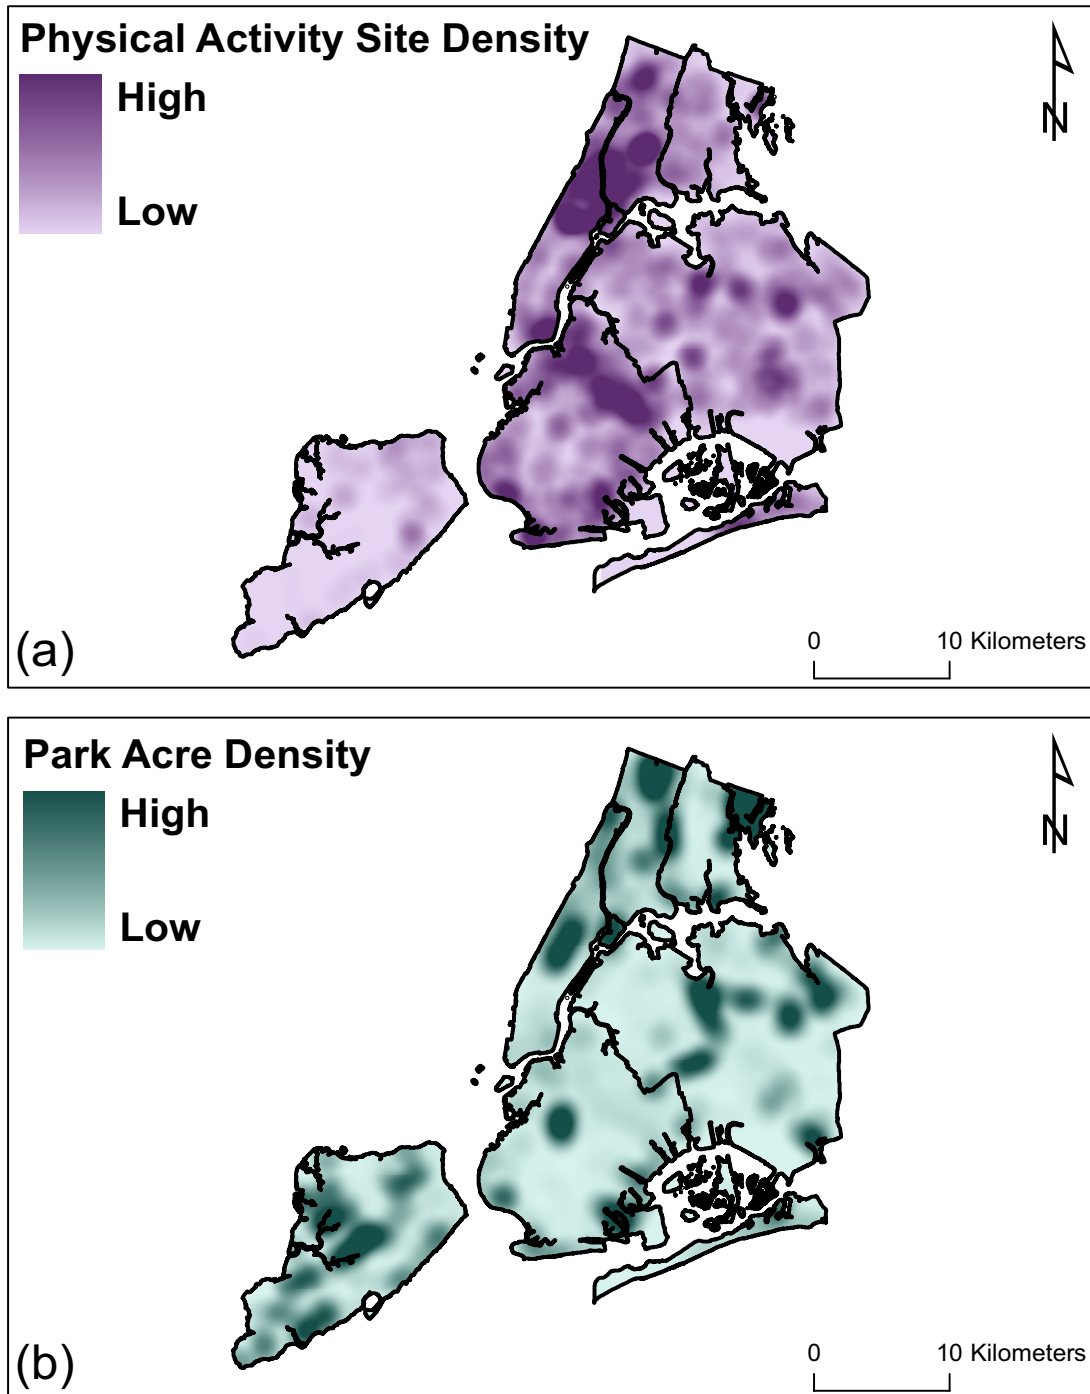 Physical Activity Site Density
High
Low
N
0 10 Kilometers
(a)
Park Acre Density
High
Low
N
0 10 Kilometers
(b)